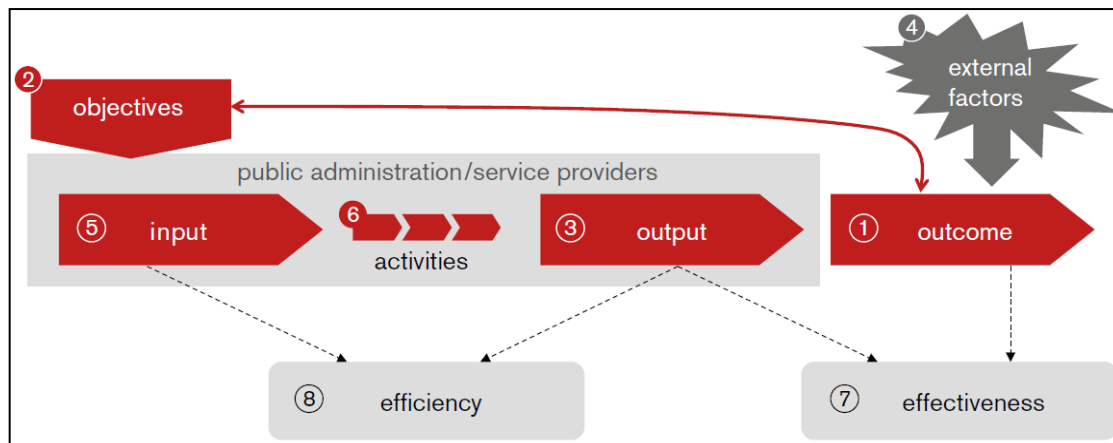 4
external
factors
2
objectives
public administration/service providers
5 input
6
activities
3 output
1 outcome
8 efficiency
7 effectiveness